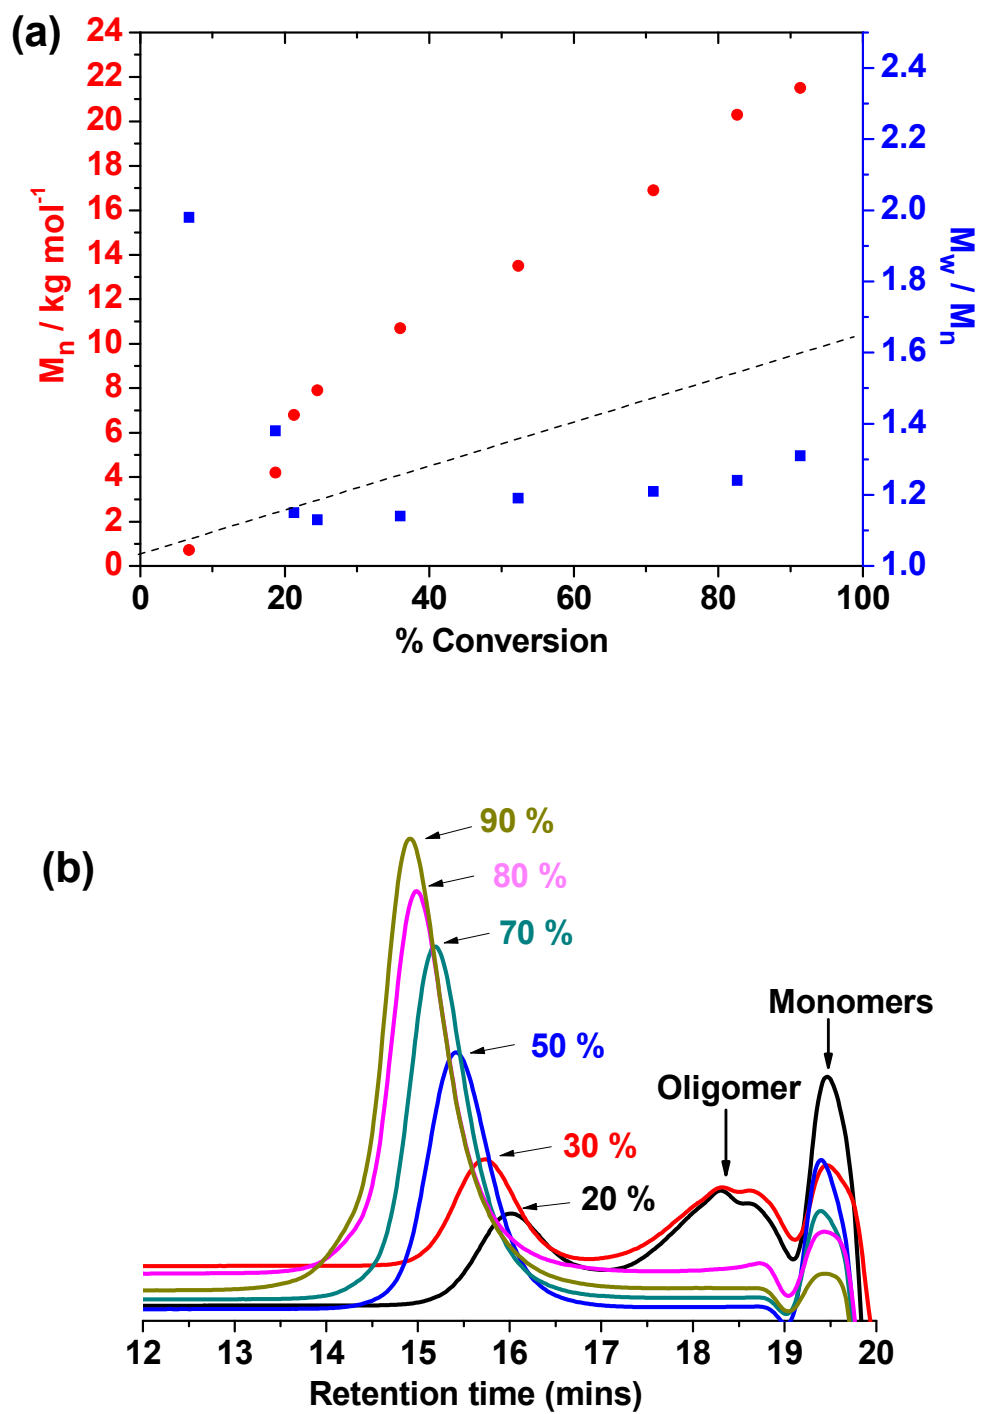 (a)
24
22
20
18
16
14
12
10
8
6
4
2
0
Mn / kg mol-1
2.4
2.2
2.0
1.8
1.6
1.4
1.2
1.0
Mw / Mn
0 20 40 60 80 100
% Conversion
(b)
90 %
80 %
70 %
50 %
30 %
20 %
Monomers
Oligomer
12 13 14 15 16 17 18 19 20
Retention time (mins)